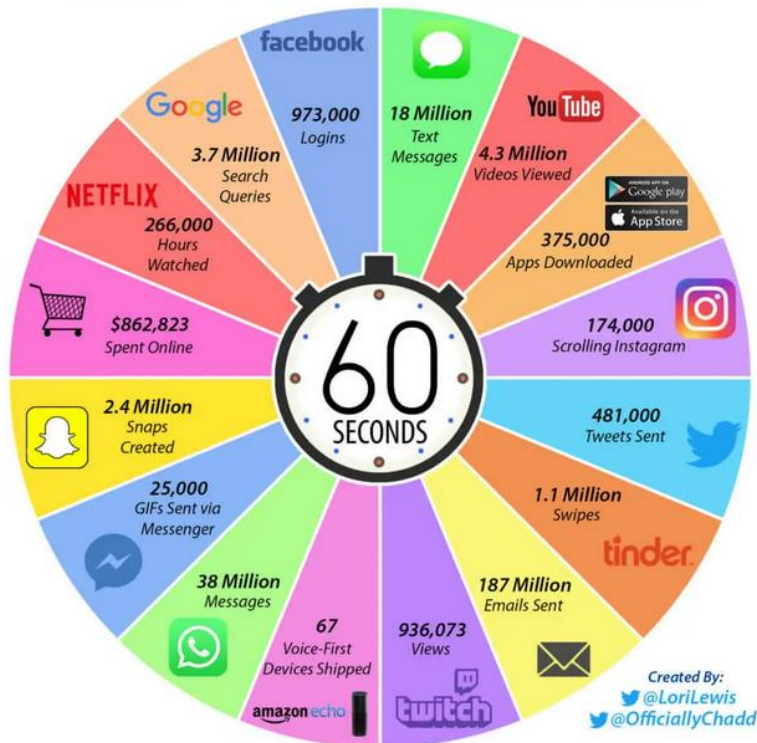 facebook
973,000
Logins
18 Million
Text
Messages
YouTube
4.3 Million
Videos Viewed
ANDROID APP ON
Google play
Available on the
App Store
375,000
Apps Downloaded
174,000
Scrolling Instagram
481,000
Tweets Sent
1.1 Million
Swipes
tinder
187 Million
Emails Sent
936,073
Views
twitch
67
Voice-First
Devices Shipped
amazon echo
38 Million
Messages
25,000
GIFs Sent via
Messenger
2.4 Million
Snaps
Created
$862,823
Spent Online
NETFLIX
266,000
Hours
Watched
Google
3.7 Million
Search
Queries
60
SECONDS
Created By:
@LoriLewis
@OfficiallyChadd